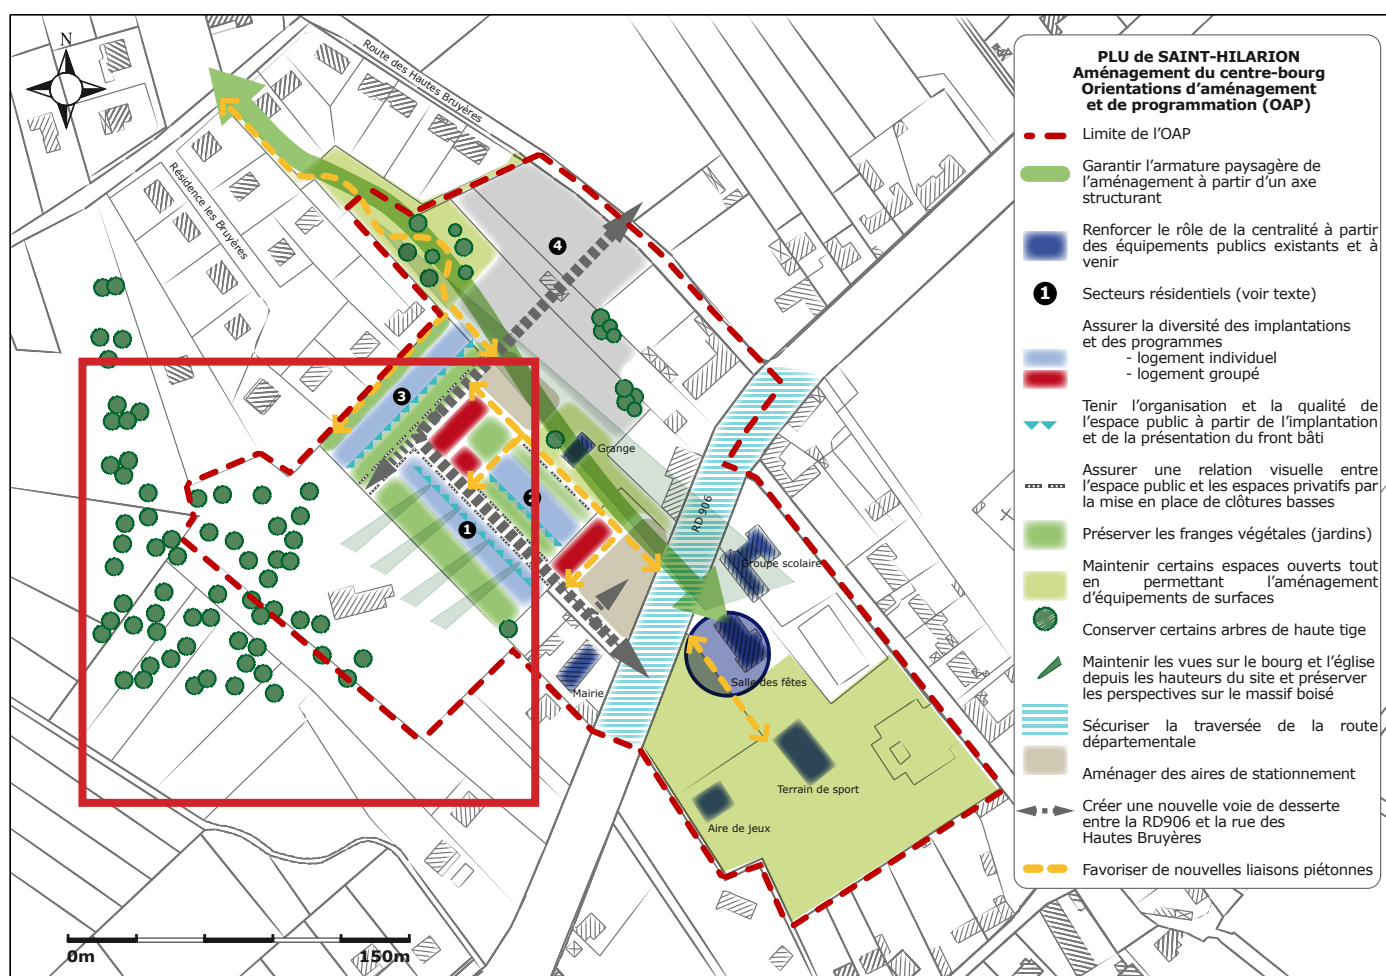 N
Route des Hautes Bruyères
Résidence les Bruyères
4
3
Grange
2
1
RD 906
Groupe scolaire
Salle des fêtes
Mairie
Terrain de sport
Aire de jeux
0m
150m
PLU de SAINT-HILARION
Aménagement du centre-bourg
Orientations d'aménagement
et de programmation (OAP)
Limite de l'OAP
Garantir l'armature paysagère de
l'aménagement à partir d'un axe
structurant
Renforcer le rôle de la centralité à partir
des équipements publics existants et à
venir
1 Secteurs résidentiels (voir texte)
Assurer la diversité des implantations
et des programmes
- logement individuel
- logement groupé
Tenir l'organisation et la qualité de
l'espace public à partir de l'implantation
et de la présentation du front bâti
Assurer une relation visuelle entre
l'espace public et les espaces privatifs par
la mise en place de clôtures basses
Préserver les franges végétales (jardins)
Maintenir certains espaces ouverts tout
en permettant l'aménagement
d'équipements de surfaces
Conserver certains arbres de haute tige
Maintenir les vues sur le bourg et l'église
depuis les hauteurs du site et préserver
les perspectives sur le massif boisé
Sécuriser la traversée de la route
départementale
Aménager des aires de stationnement
Créer une nouvelle voie de desserte
entre la RD906 et la rue des
Hautes Bruyères
Favoriser de nouvelles liaisons piétonnes